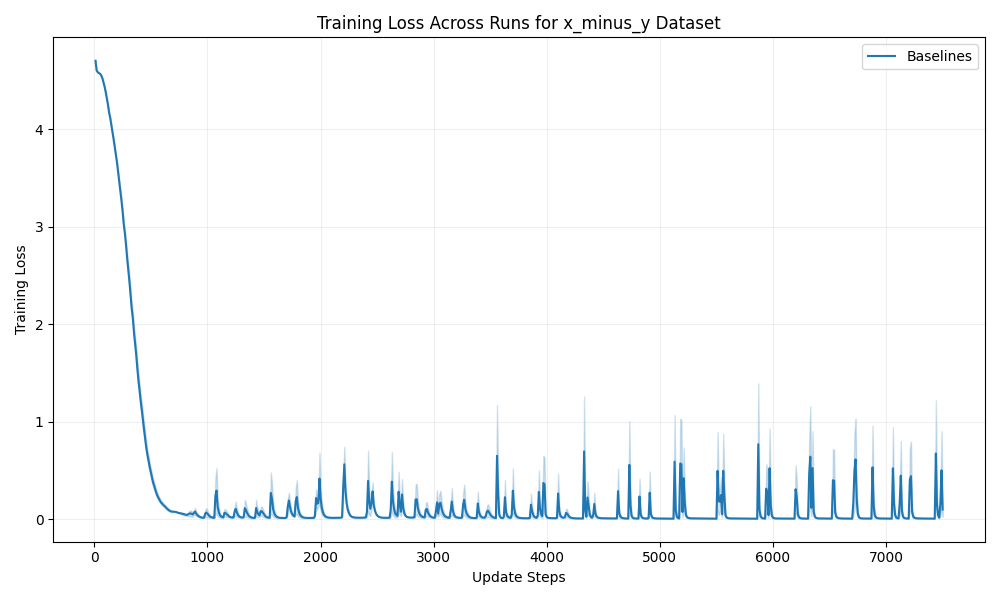 Training Loss Across Runs for x_minus_y Dataset
Baselines
Training Loss
4
3
2
1
0
0 1000 2000 3000 4000 5000 6000 7000
Update Steps